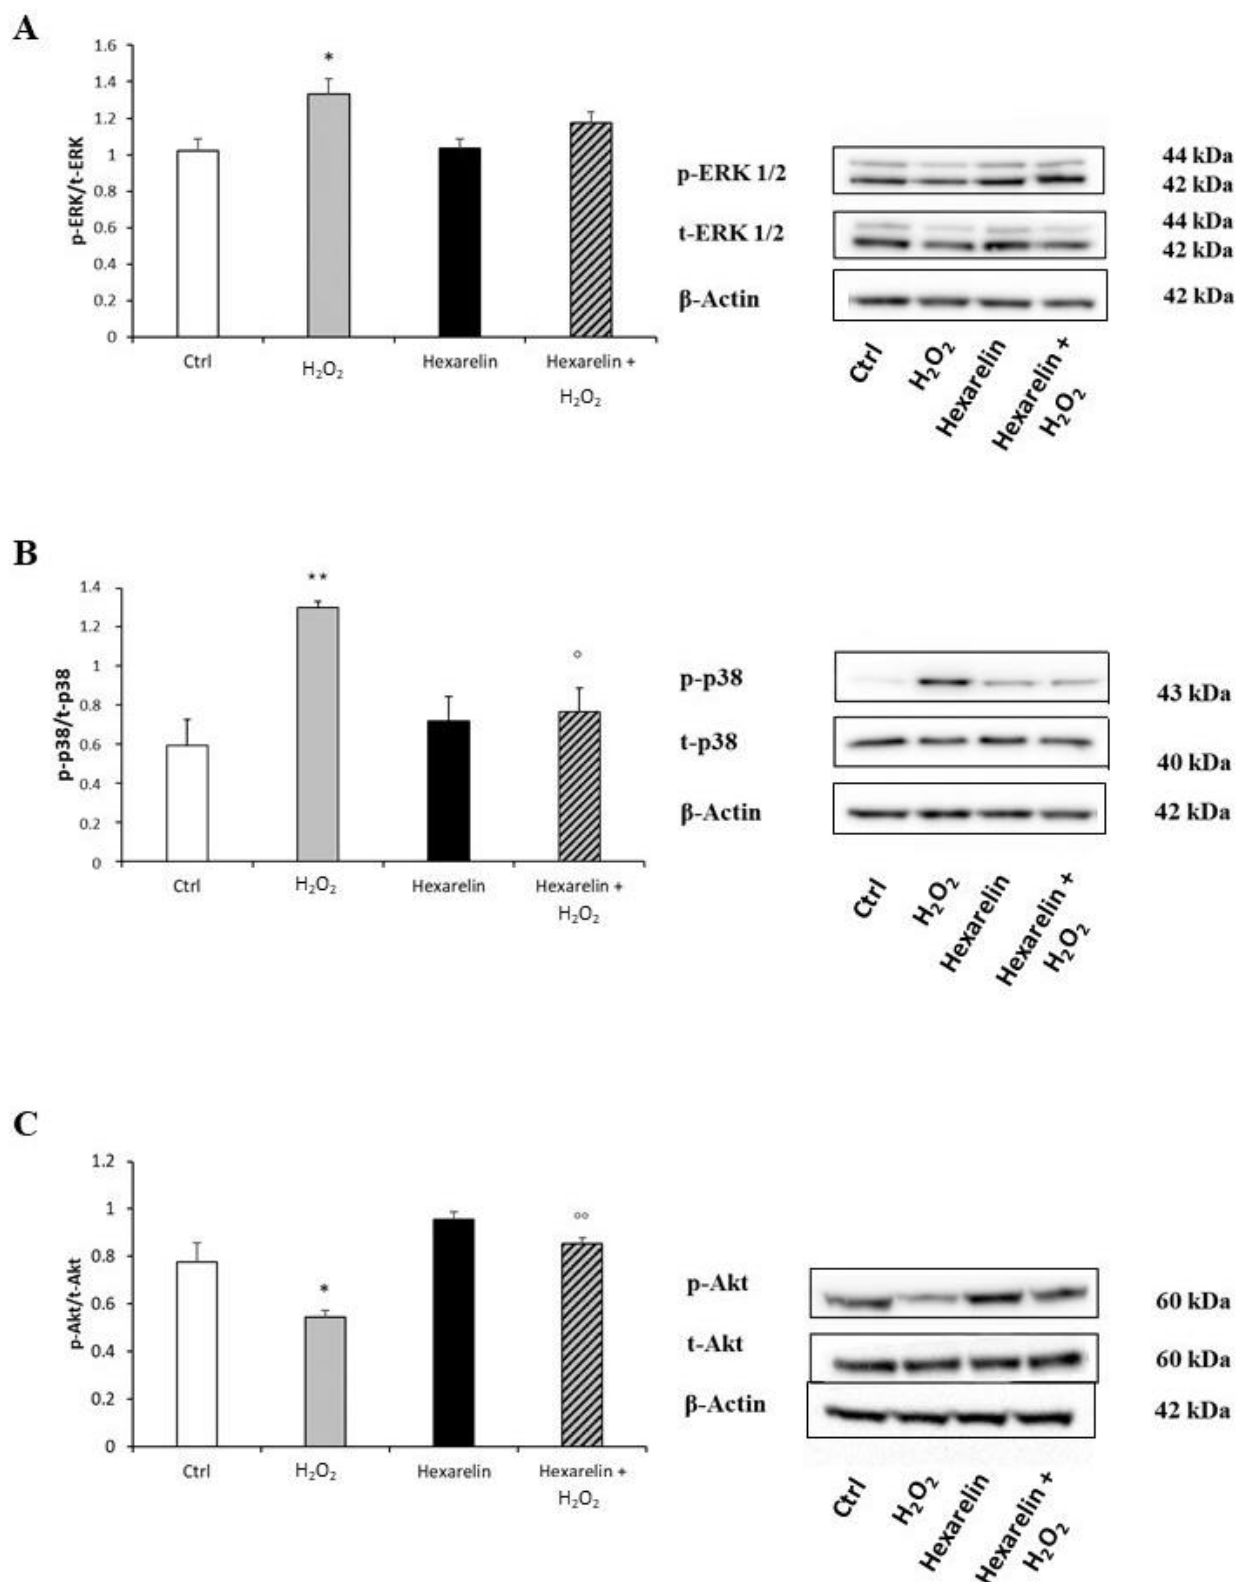 A
1.6
1.4
1.2
1
0.8
0.6
0.4
0.2
0
p-ERK/t-ERK
*
Ctrl
H₂O₂
Hexarelin
Hexarelin +
H₂O₂
p-ERK 1/2
44 kDa
42 kDa
t-ERK 1/2
44 kDa
42 kDa
β-Actin
42 kDa
Ctrl
H₂O₂
Hexarelin
Hexarelin +
H₂O₂
B
1.4
1.2
1
0.8
0.6
0.4
0.2
0
p-p38/t-p38
**
°
Ctrl
H₂O₂
Hexarelin
Hexarelin +
H₂O₂
p-p38
43 kDa
t-p38
40 kDa
β-Actin
42 kDa
Ctrl
H₂O₂
Hexarelin
Hexarelin +
H₂O₂
C
1.2
1
0.8
0.6
0.4
0.2
0
p-Akt/t-Akt
*
°°
Ctrl
H₂O₂
Hexarelin
Hexarelin +
H₂O₂
p-Akt
60 kDa
t-Akt
60 kDa
β-Actin
42 kDa
Ctrl
H₂O₂
Hexarelin
Hexarelin +
H₂O₂